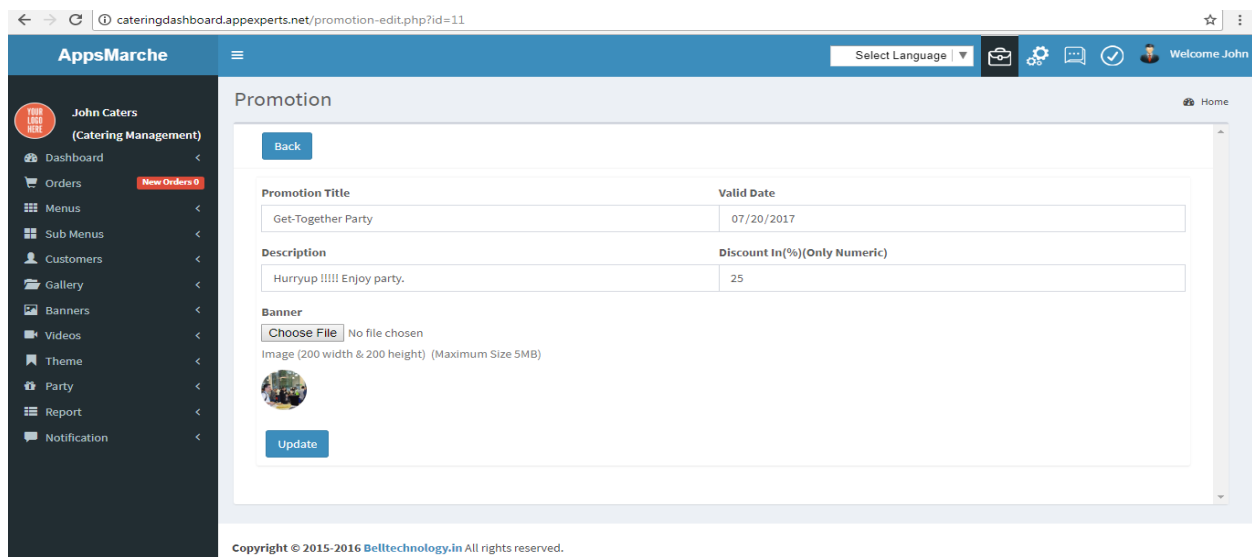 cateringdashboard.appexperts.net/promotion-edit.php?id=11
AppsMarche
Select Language
Welcome John
YOUR
LOGO
HERE
John Caters
(Catering Management)
Promotion
Home
Dashboard
Orders
New Orders 0
Menus
Sub Menus
Customers
Gallery
Banners
Videos
Theme
Party
Report
Notification
Back
Promotion Title
Valid Date
Get-Together Party
07/20/2017
Description
Discount In(%)(Only Numeric)
Hurryup !!!!! Enjoy party.
25
Banner
Choose File No file chosen
Image (200 width & 200 height) (Maximum Size 5MB)
Update
Copyright © 2015-2016 Belltechnology.in All rights reserved.